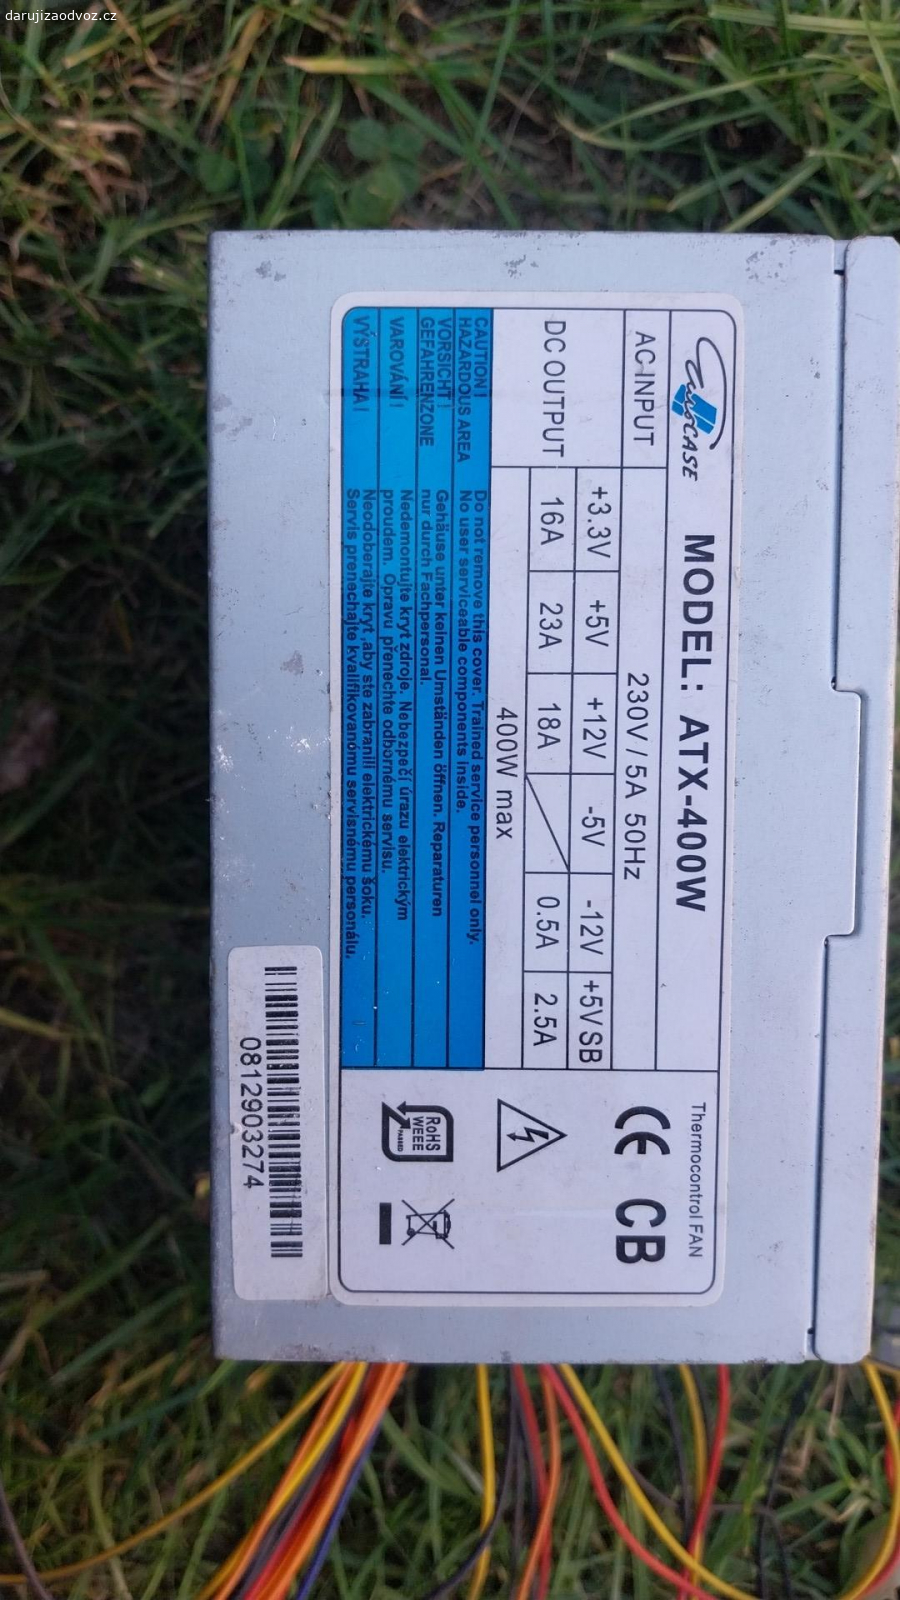 darujizaodvoz.cz
EUROCASE
MODEL: ATX-400W
Thermocontrol FAN
AC INPUT
230V / 5A 50Hz
DC OUTPUT
+3.3V +5V +12V -5V -12V +5VSB
16A 23A 18A 0.5A 2.5A
400W max
CAUTION !
HAZARDOUS AREA
Do not remove this cover. Trained service personnel only.
No user serviceable components inside.
VORSICHT !
GEFAHRENZONE
Gehäuse unter keinen Umständen öffnen. Reparaturen
nur durch Fachpersonal.
VAROVÁNÍ !
Nedemontujte kryt zdroje. Nebezpečí úrazu elektrickým
proudem. Opravu přenechte odbornému servisu.
VÝSTRAHA !
Neodoberajte kryt ,aby ste zabranili elektrickému šoku.
Servis prenechajte kvalifikovanómu servisnému personálu.
CE CB
RoHS
WEEE
PASSED
0812903274